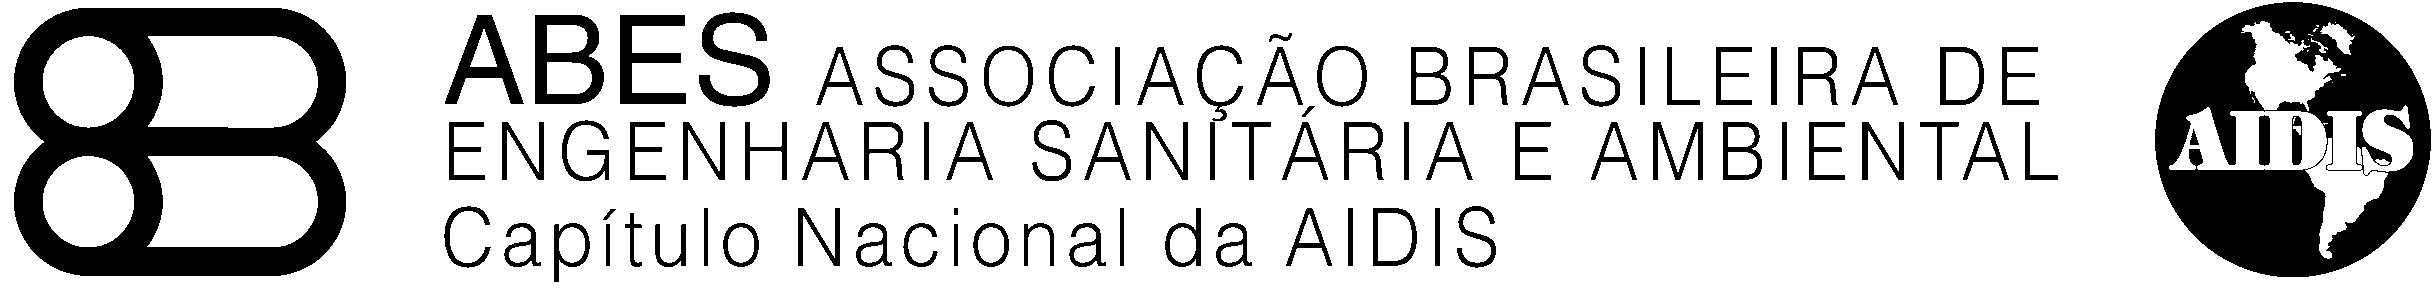 ABES ASSOCIAÇÃO BRASILEIRA DE
ENGENHARIA SANITÁRIA E AMBIENTAL
Capítulo Nacional da AIDIS
AIDIS